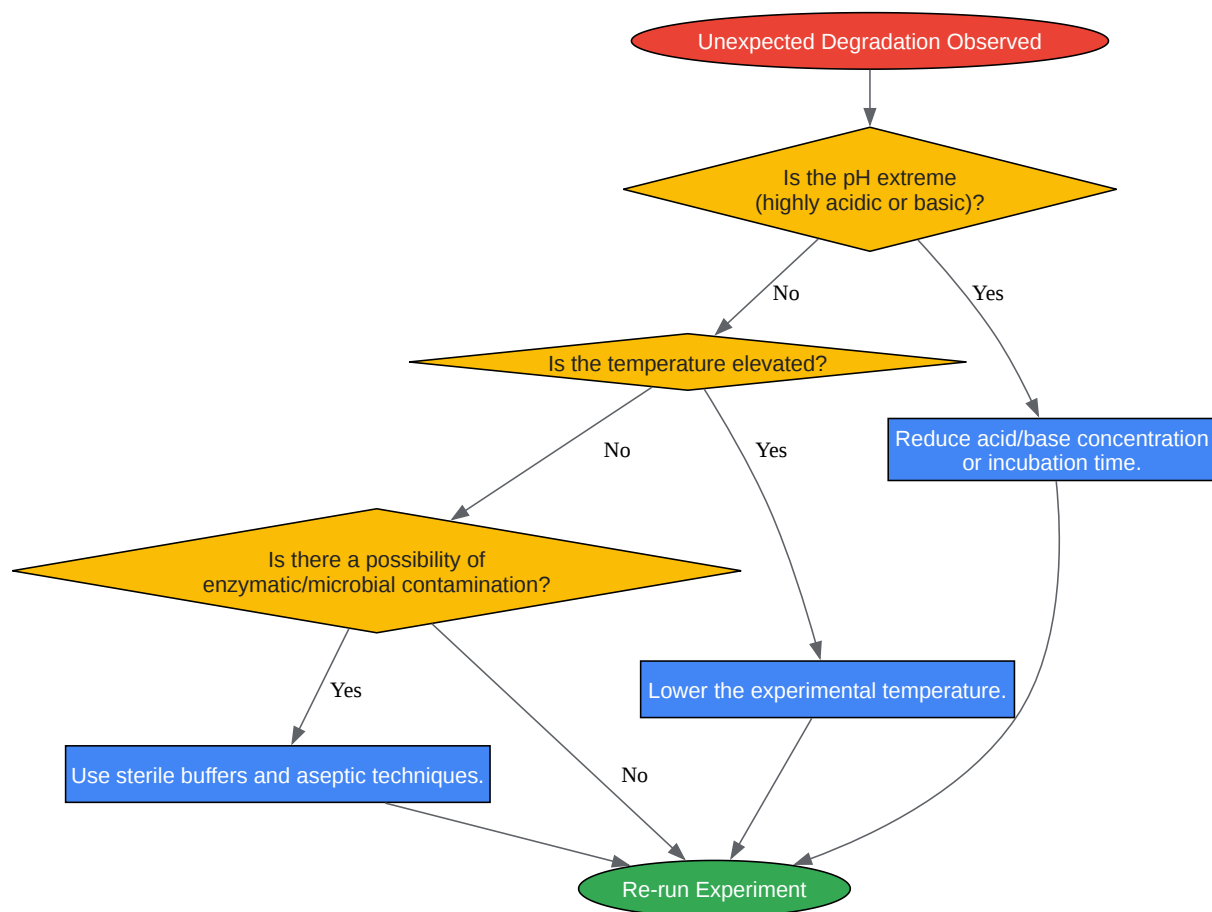 Unexpected Degradation Observed
Is the pH extreme
(highly acidic or basic)?
No
Yes
Is the temperature elevated?
Reduce acid/base concentration
or incubation time.
No
Yes
Is there a possibility of
enzymatic/microbial contamination?
Yes
Lower the experimental temperature.
Use sterile buffers and aseptic techniques.
No
Re-run Experiment